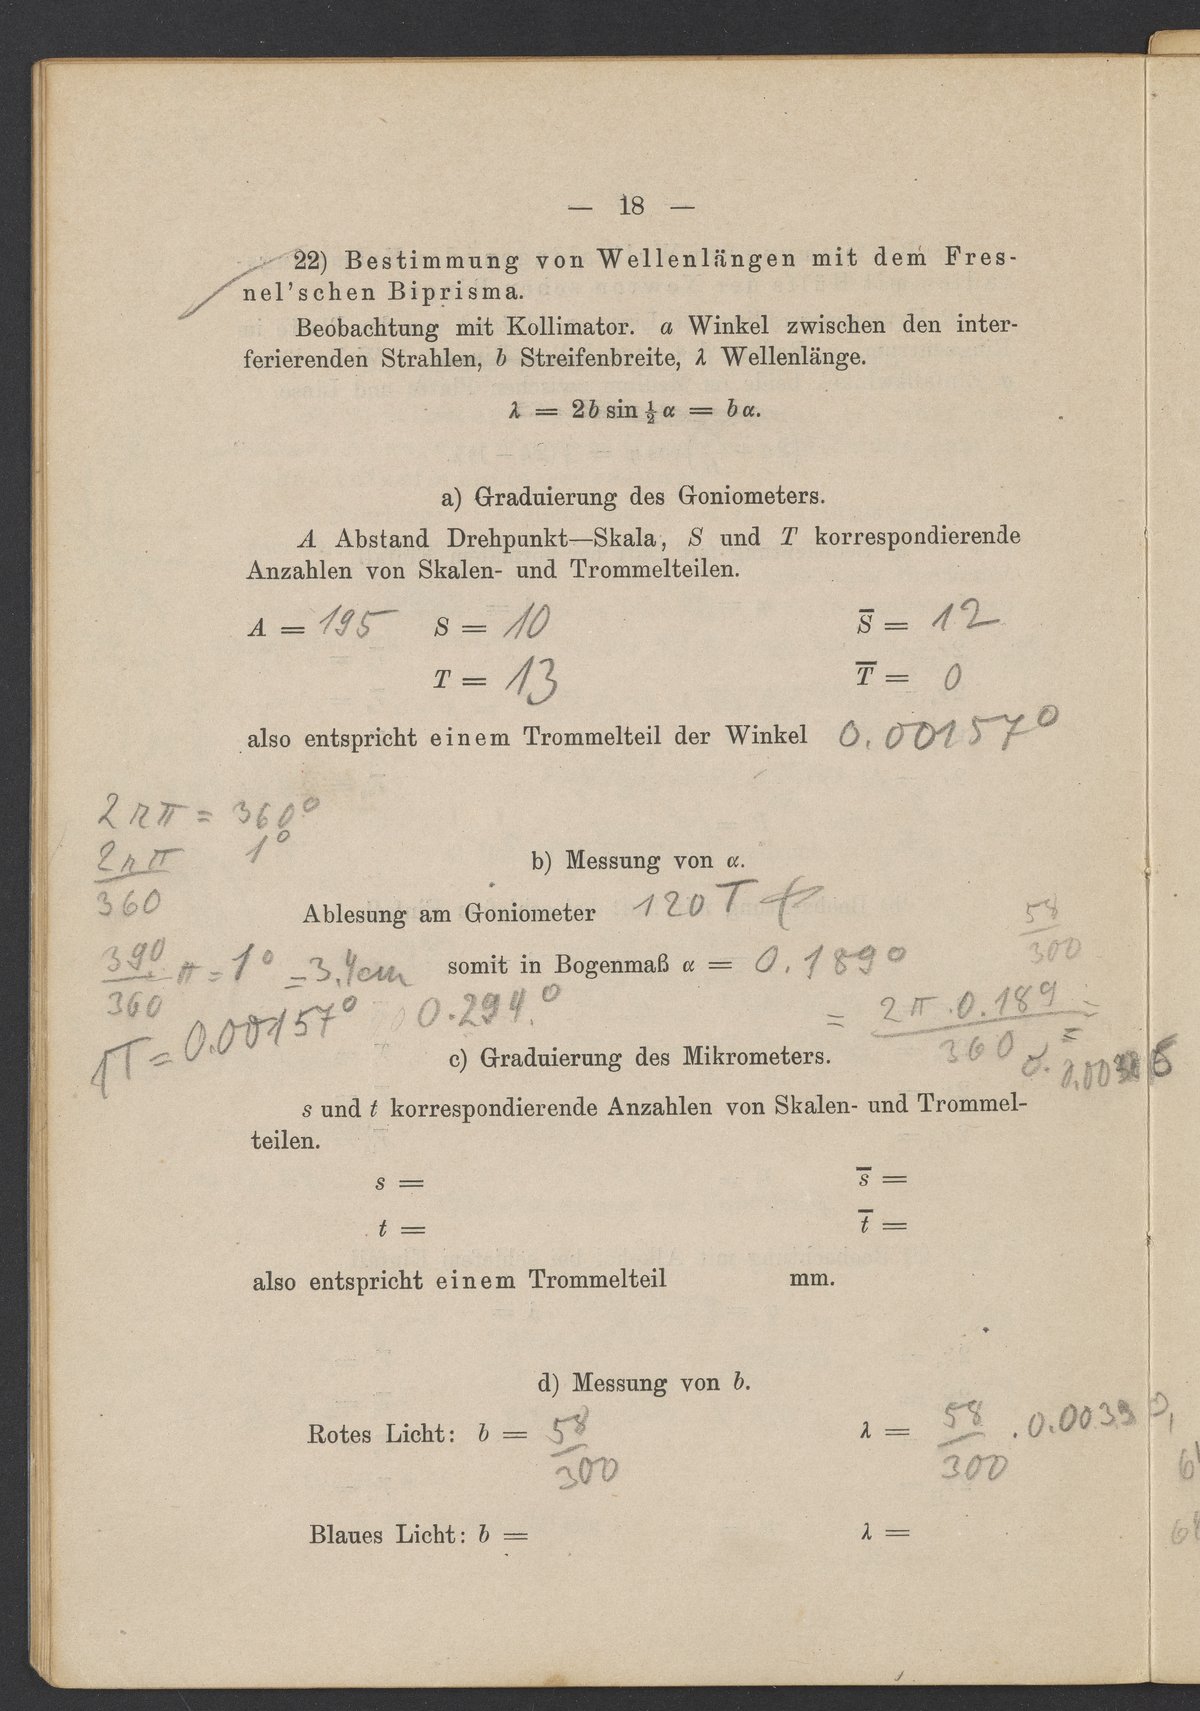 — 18 —
22) Bestimmung von Wellenlängen mit dem Fres-
nel'schen Biprisma.
Beobachtung mit Kollimator. a Winkel zwischen den inter-
ferierenden Strahlen, b Streifenbreite, λ Wellenlänge.
λ = 2b sin ½ α = bα.
a) Graduierung des Goniometers.
A Abstand Drehpunkt—Skala, S und T korrespondierende
Anzahlen von Skalen- und Trommelteilen.
A = 195 S = 10 S̅ = 12
T = 13 T̅ = 0
also entspricht einem Trommelteil der Winkel 0.00157°
2rπ = 360°
2rπ 1°
360
b) Messung von α.
Ablesung am Goniometer 120 T
58
300
390
360 π = 1° = 3.4cm
somit in Bogenmaß α = 0.189°
1T = 0.00157° 0.294°
= 2π.0.189 =
360
c) Graduierung des Mikrometers.
s und t korrespondierende Anzahlen von Skalen- und Trommel-
teilen.
s = s̅ =
t = t̅ =
also entspricht einem Trommelteil mm.
d) Messung von b.
Rotes Licht: b = 58/300 λ = 58/300 . 0.0033
Blaues Licht: b = λ =